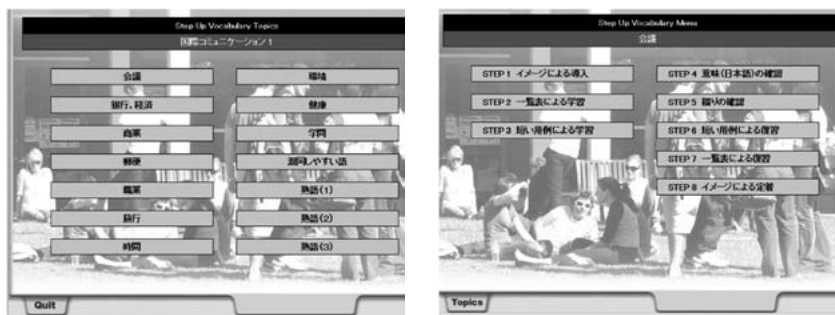 Step Up Vocabulary Topics
国際コミュニケーション 1
会議
環境
銀行，経済
健康
商業
学問
郵便
混同しやすい語
職業
熟語(1)
旅行
熟語(2)
時間
熟語(3)
Quit
Step Up Vocabulary Menu
会議
STEP 1 イメージによる導入
STEP 4 意味(日本語)の確認
STEP 2 一覧表による学習
STEP 5 綴りの確認
STEP 3 短い用例による学習
STEP 6 短い用例による復習
STEP 7 一覧表による復習
STEP 8 イメージによる定着
Topics